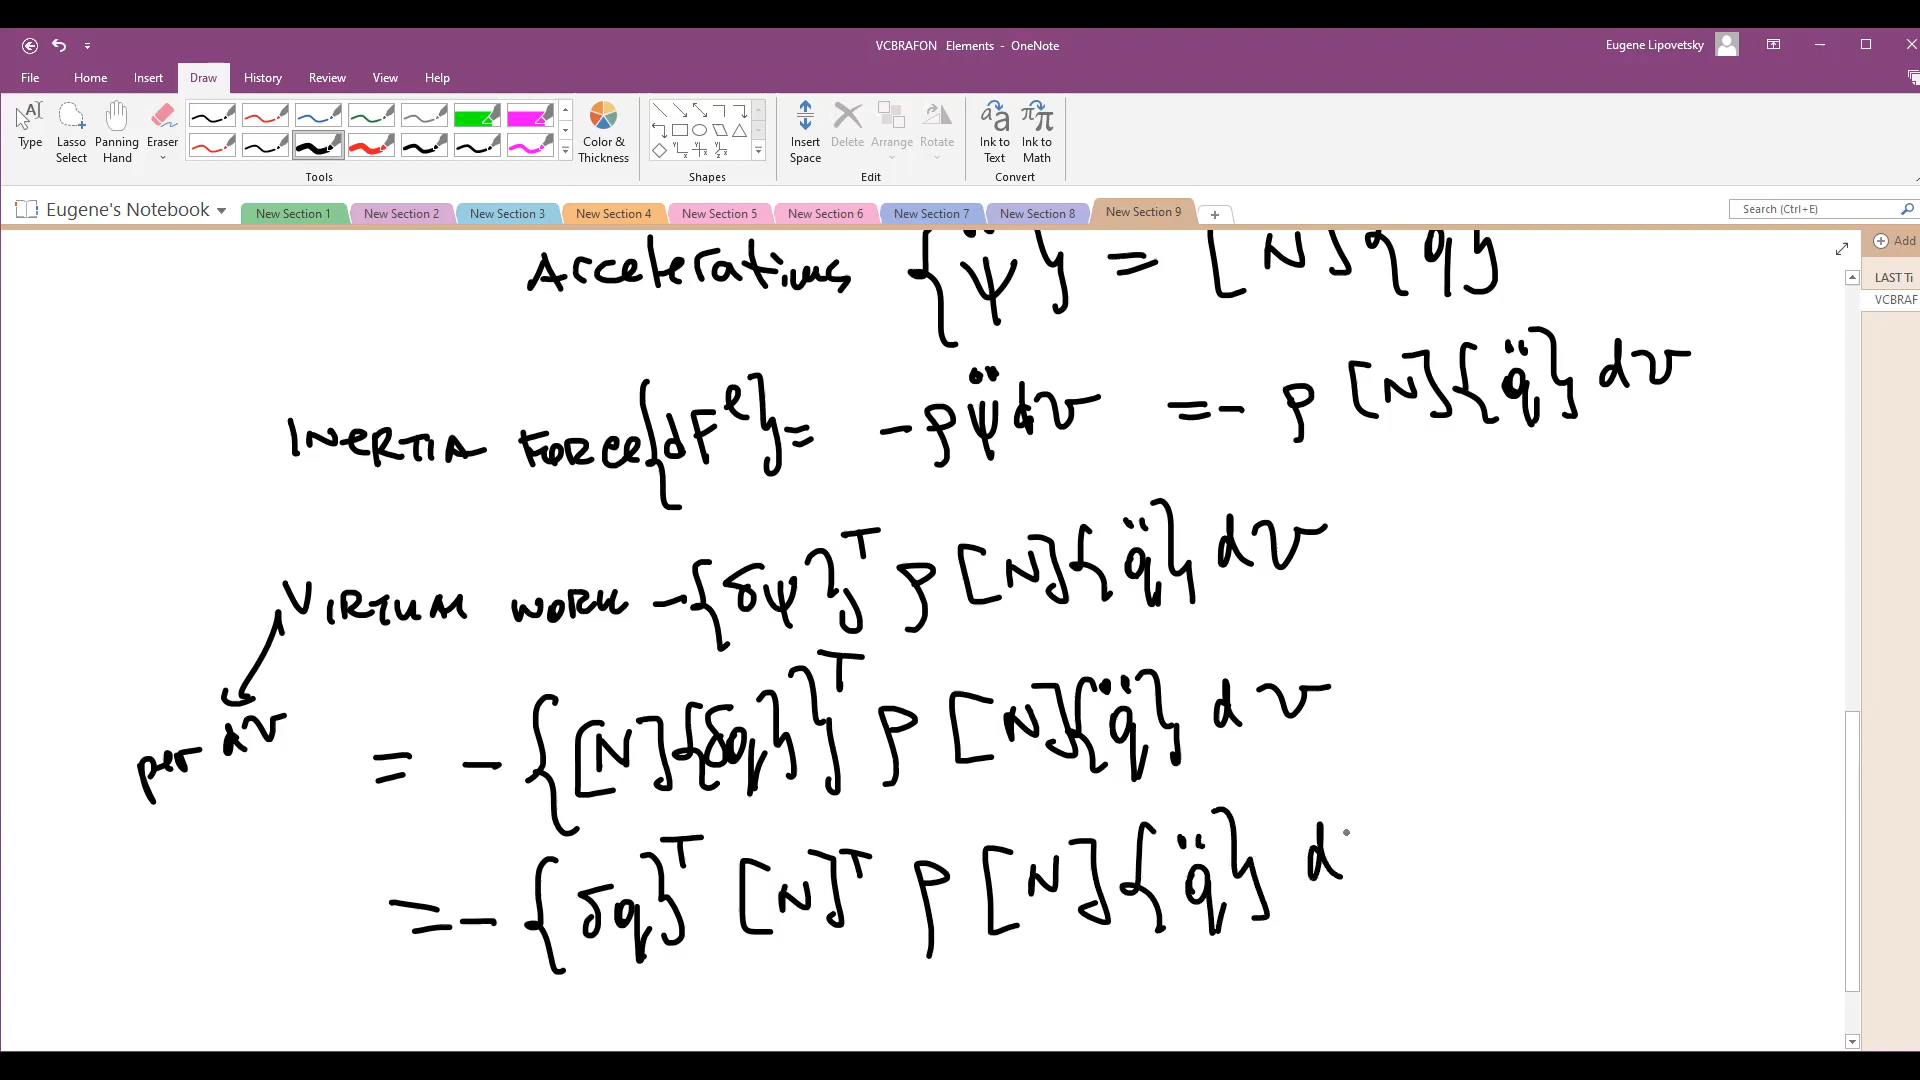 VCBRAFON Elements - OneNote
Eugene Lipovetsky
File Home Insert Draw History Review View Help
Type
Lasso Select
Panning Hand
Eraser
Color & Thickness
Insert Space
Delete
Arrange
Rotate
Ink to Text
Ink to Math
Tools Shapes Edit Convert
Eugene's Notebook New Section 1 New Section 2 New Section 3 New Section 4 New Section 5 New Section 6 New Section 7 New Section 8 New Section 9 +
Search (Ctrl+E)
Add
LAST Ti
VCBRAF
Accelerations {ψ̈} = [N]{q̈}
INERTIA FORCE {dF^e} = -ρψ̈dv = -ρ[N]{q̈}dv
VIRTUAL WORK -{δψ}^T ρ[N]{q̈}dv
per dv
= -{[N]{δq}}^T ρ[N]{q̈}dv
= -{δq}^T [N]^T ρ[N]{q̈}d